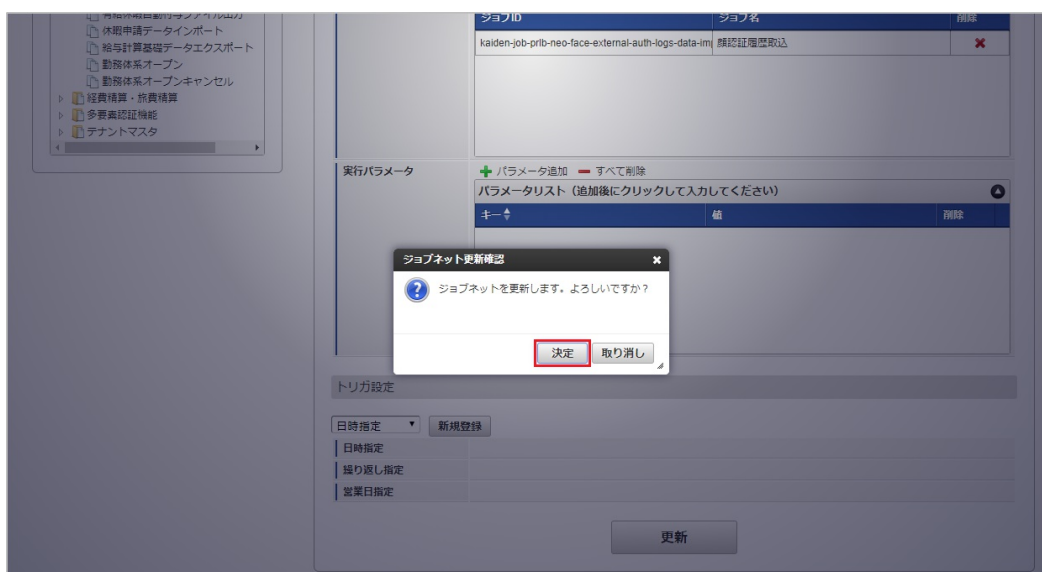 有給休暇自動付与ファイル出力
休暇申請データインポート
給与計算基礎データエクスポート
勤務体系オープン
勤務体系オープンキャンセル
経費精算・旅費精算
多要素認証機能
テナントマスタ
ジョブID ジョブ名 削除
kaiden-job-prlb-neo-face-external-auth-logs-data-im 顔認証履歴取込
実行パラメータ
パラメータ追加 すべて削除
パラメータリスト（追加後にクリックして入力してください）
キー 値 削除
ジョブネット更新確認
ジョブネットを更新します。よろしいですか？
決定 取り消し
トリガ設定
日時指定 新規登録
日時指定
繰り返し指定
営業日指定
更新